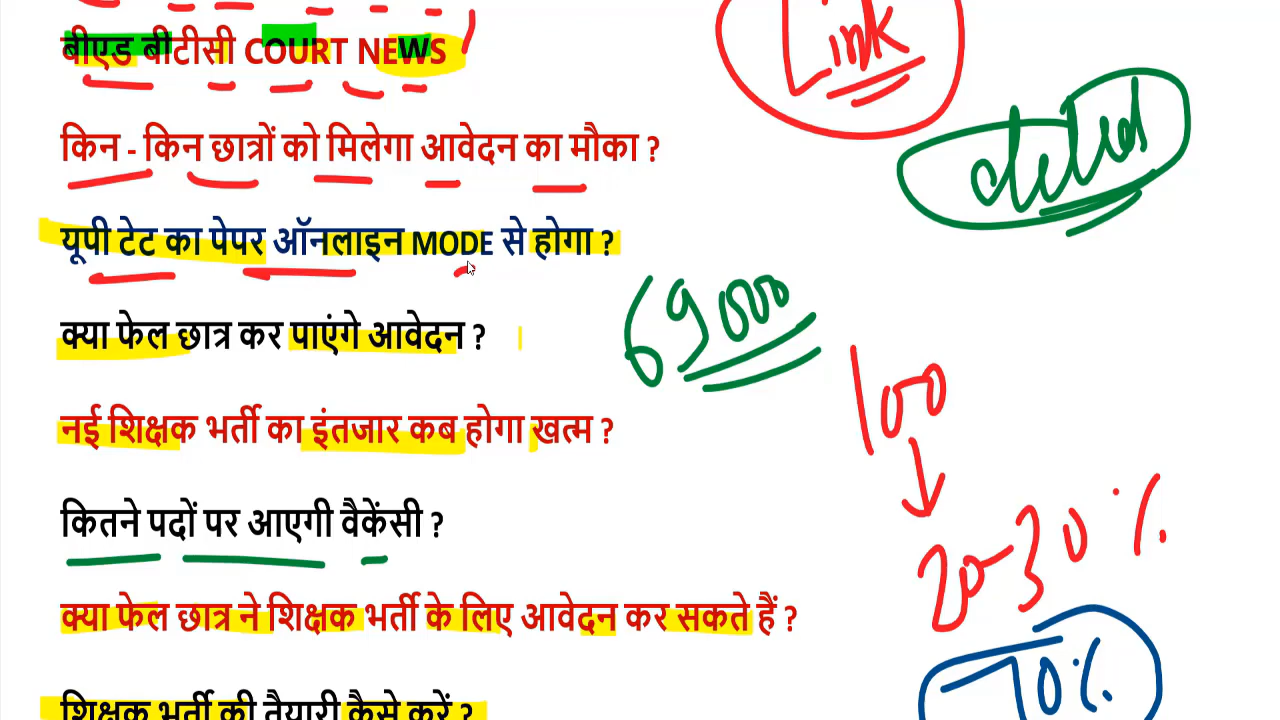 बीएड बीटीसी COURT NEWS
Link
किन - किन छात्रों को मिलेगा आवेदन का मौका ?
यूपी टेट का पेपर ऑनलाइन MODE से होगा ?
69000
क्या फेल छात्र कर पाएंगे आवेदन ?
100
नई शिक्षक भर्ती का इंतजार कब होगा खत्म ?
कितने पदों पर आएगी वैकेंसी ?
20-30%
क्या फेल छात्र ने शिक्षक भर्ती के लिए आवेदन कर सकते हैं ?
70%
शिक्षक भर्ती की तैयारी कैसे करें ?